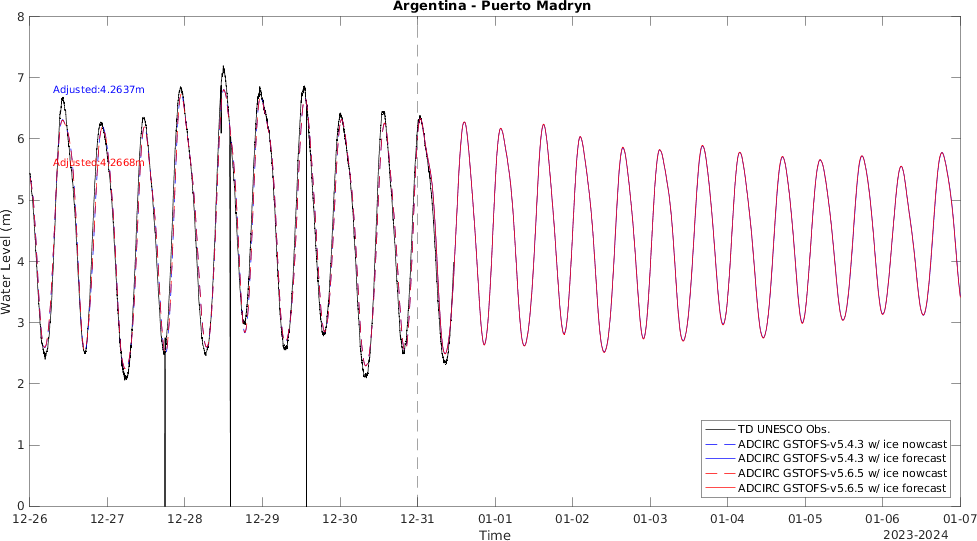 Argentina - Puerto Madryn
8
7
6
5
4
3
2
1
0
Water Level (m)
Adjusted:4.2637m
Adjusted:4.2668m
TD UNESCO Obs.
ADCIRC GSTOFS-v5.4.3 w/ ice nowcast
ADCIRC GSTOFS-v5.4.3 w/ ice forecast
ADCIRC GSTOFS-v5.6.5 w/ ice nowcast
ADCIRC GSTOFS-v5.6.5 w/ ice forecast
12-26 12-27 12-28 12-29 12-30 12-31 01-01 01-02 01-03 01-04 01-05 01-06 01-07
Time
2023-2024